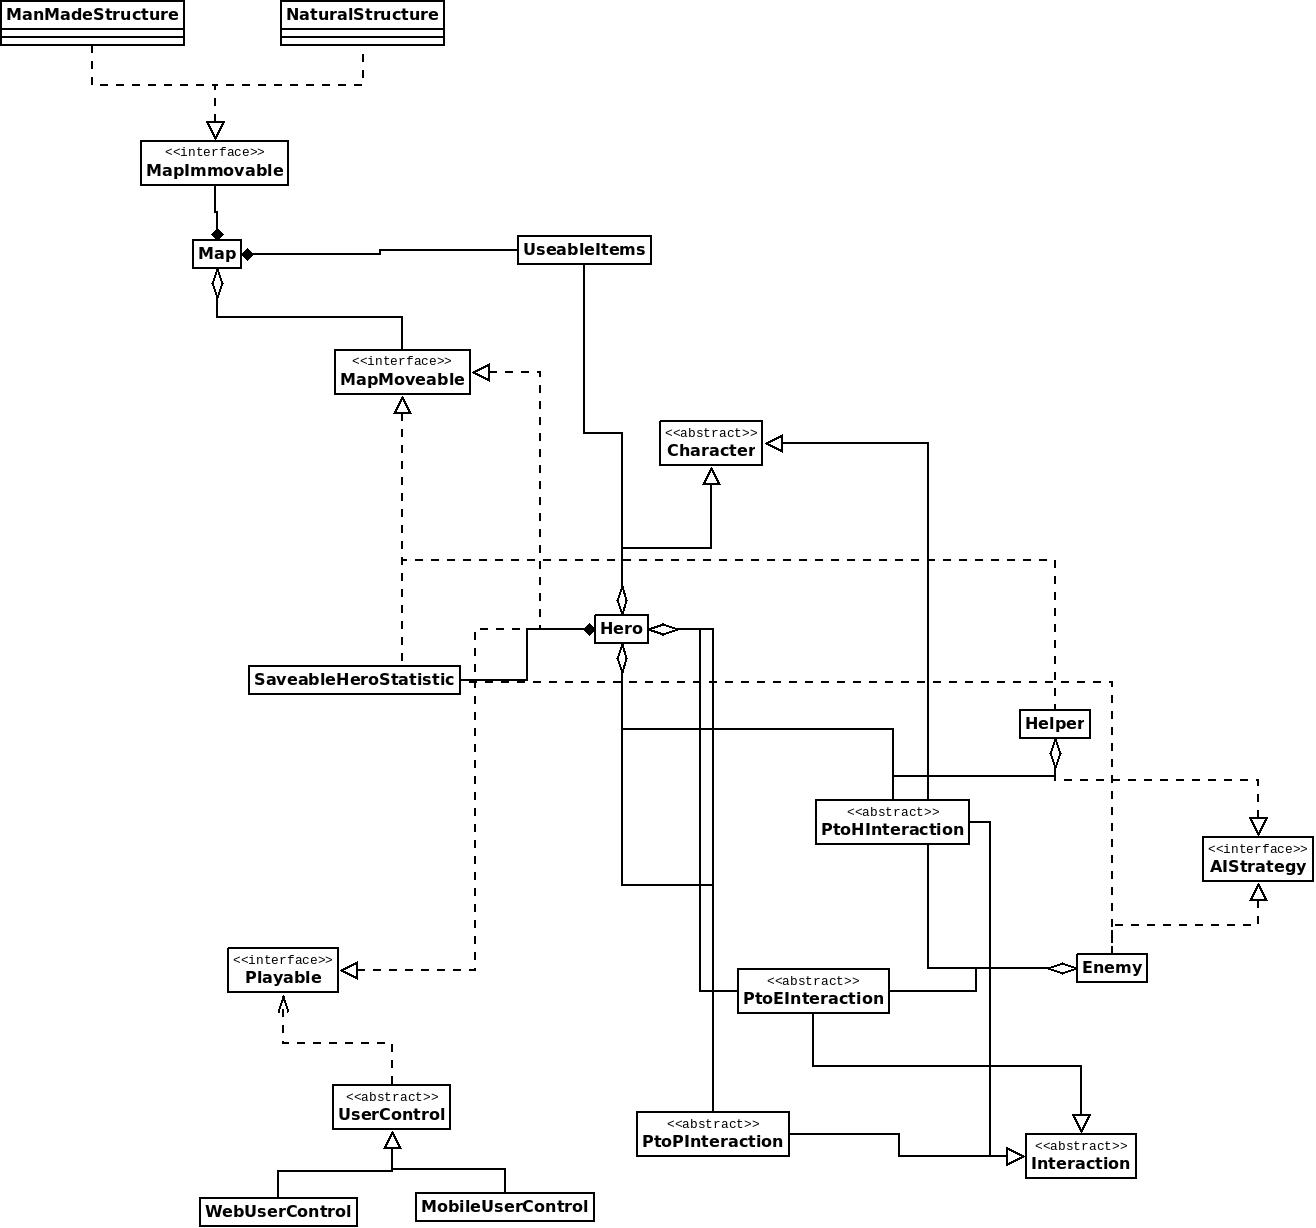 ManMadeStructure
NaturalStructure
<<interface>>
MapImmovable
Map
UseableItems
<<interface>>
MapMoveable
<<abstract>>
Character
Hero
SaveableHeroStatistic
Helper
<<abstract>>
PtoHInteraction
<<interface>>
AIStrategy
<<interface>>
Playable
Enemy
<<abstract>>
PtoEInteraction
<<abstract>>
UserControl
<<abstract>>
PtoPInteraction
<<abstract>>
Interaction
WebUserControl
MobileUserControl